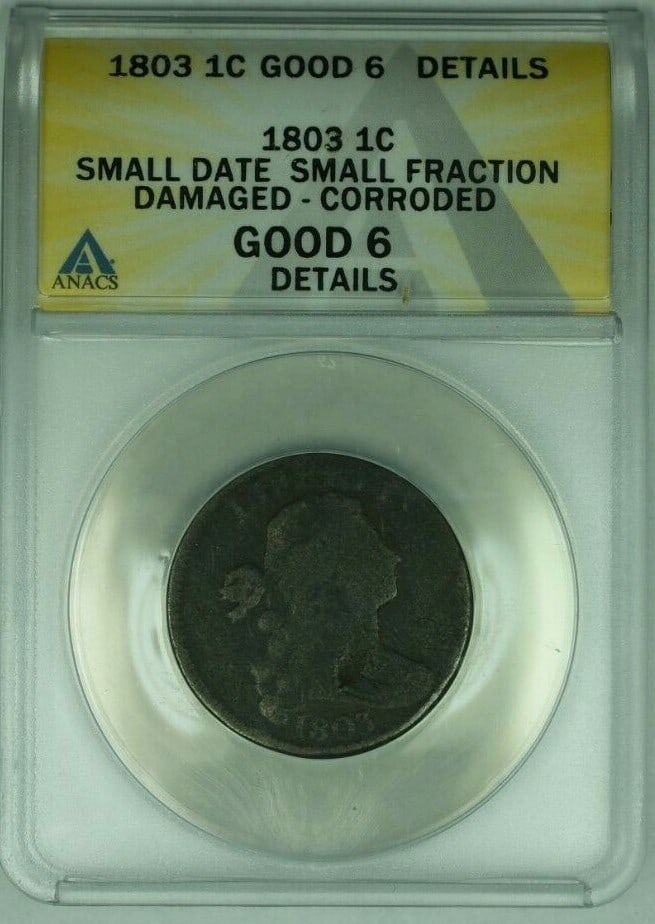 1803 1C GOOD 6 DETAILS
1803 1C
SMALL DATE SMALL FRACTION
DAMAGED - CORRODED
GOOD 6
DETAILS
ANACS
1803